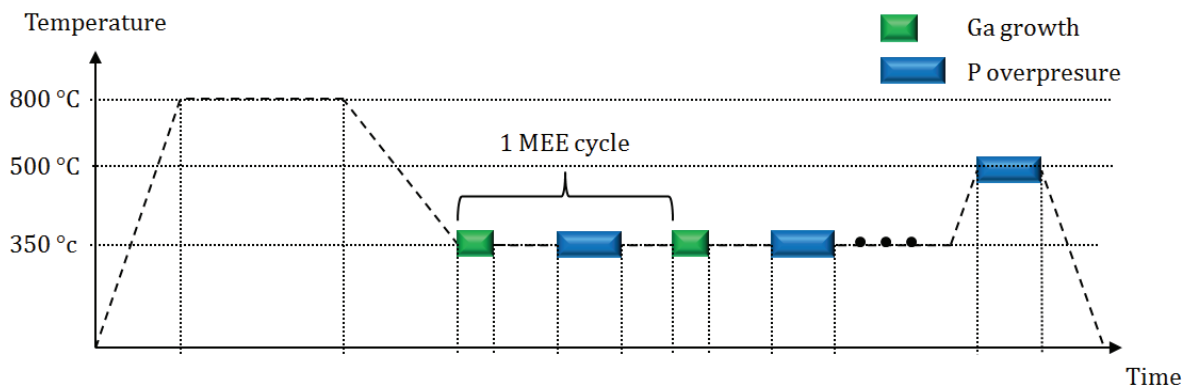 Temperature
Ga growth
P overpresure
800 °C
1 MEE cycle
500 °C
350 °c
Time